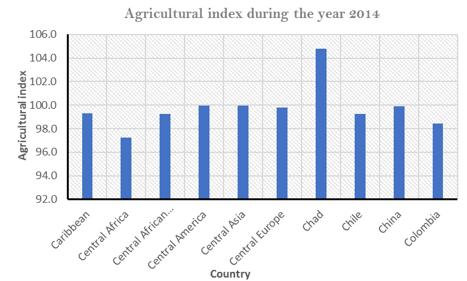 Agricultural index during the year 2014
106.0
104.0
102.0
100.0
98.0
96.0
94.0
92.0
Agricultural index
Caribbean
Central Africa
Central African...
Central America
Central Asia
Central Europe
Chad
Chile
China
Colombia
Country